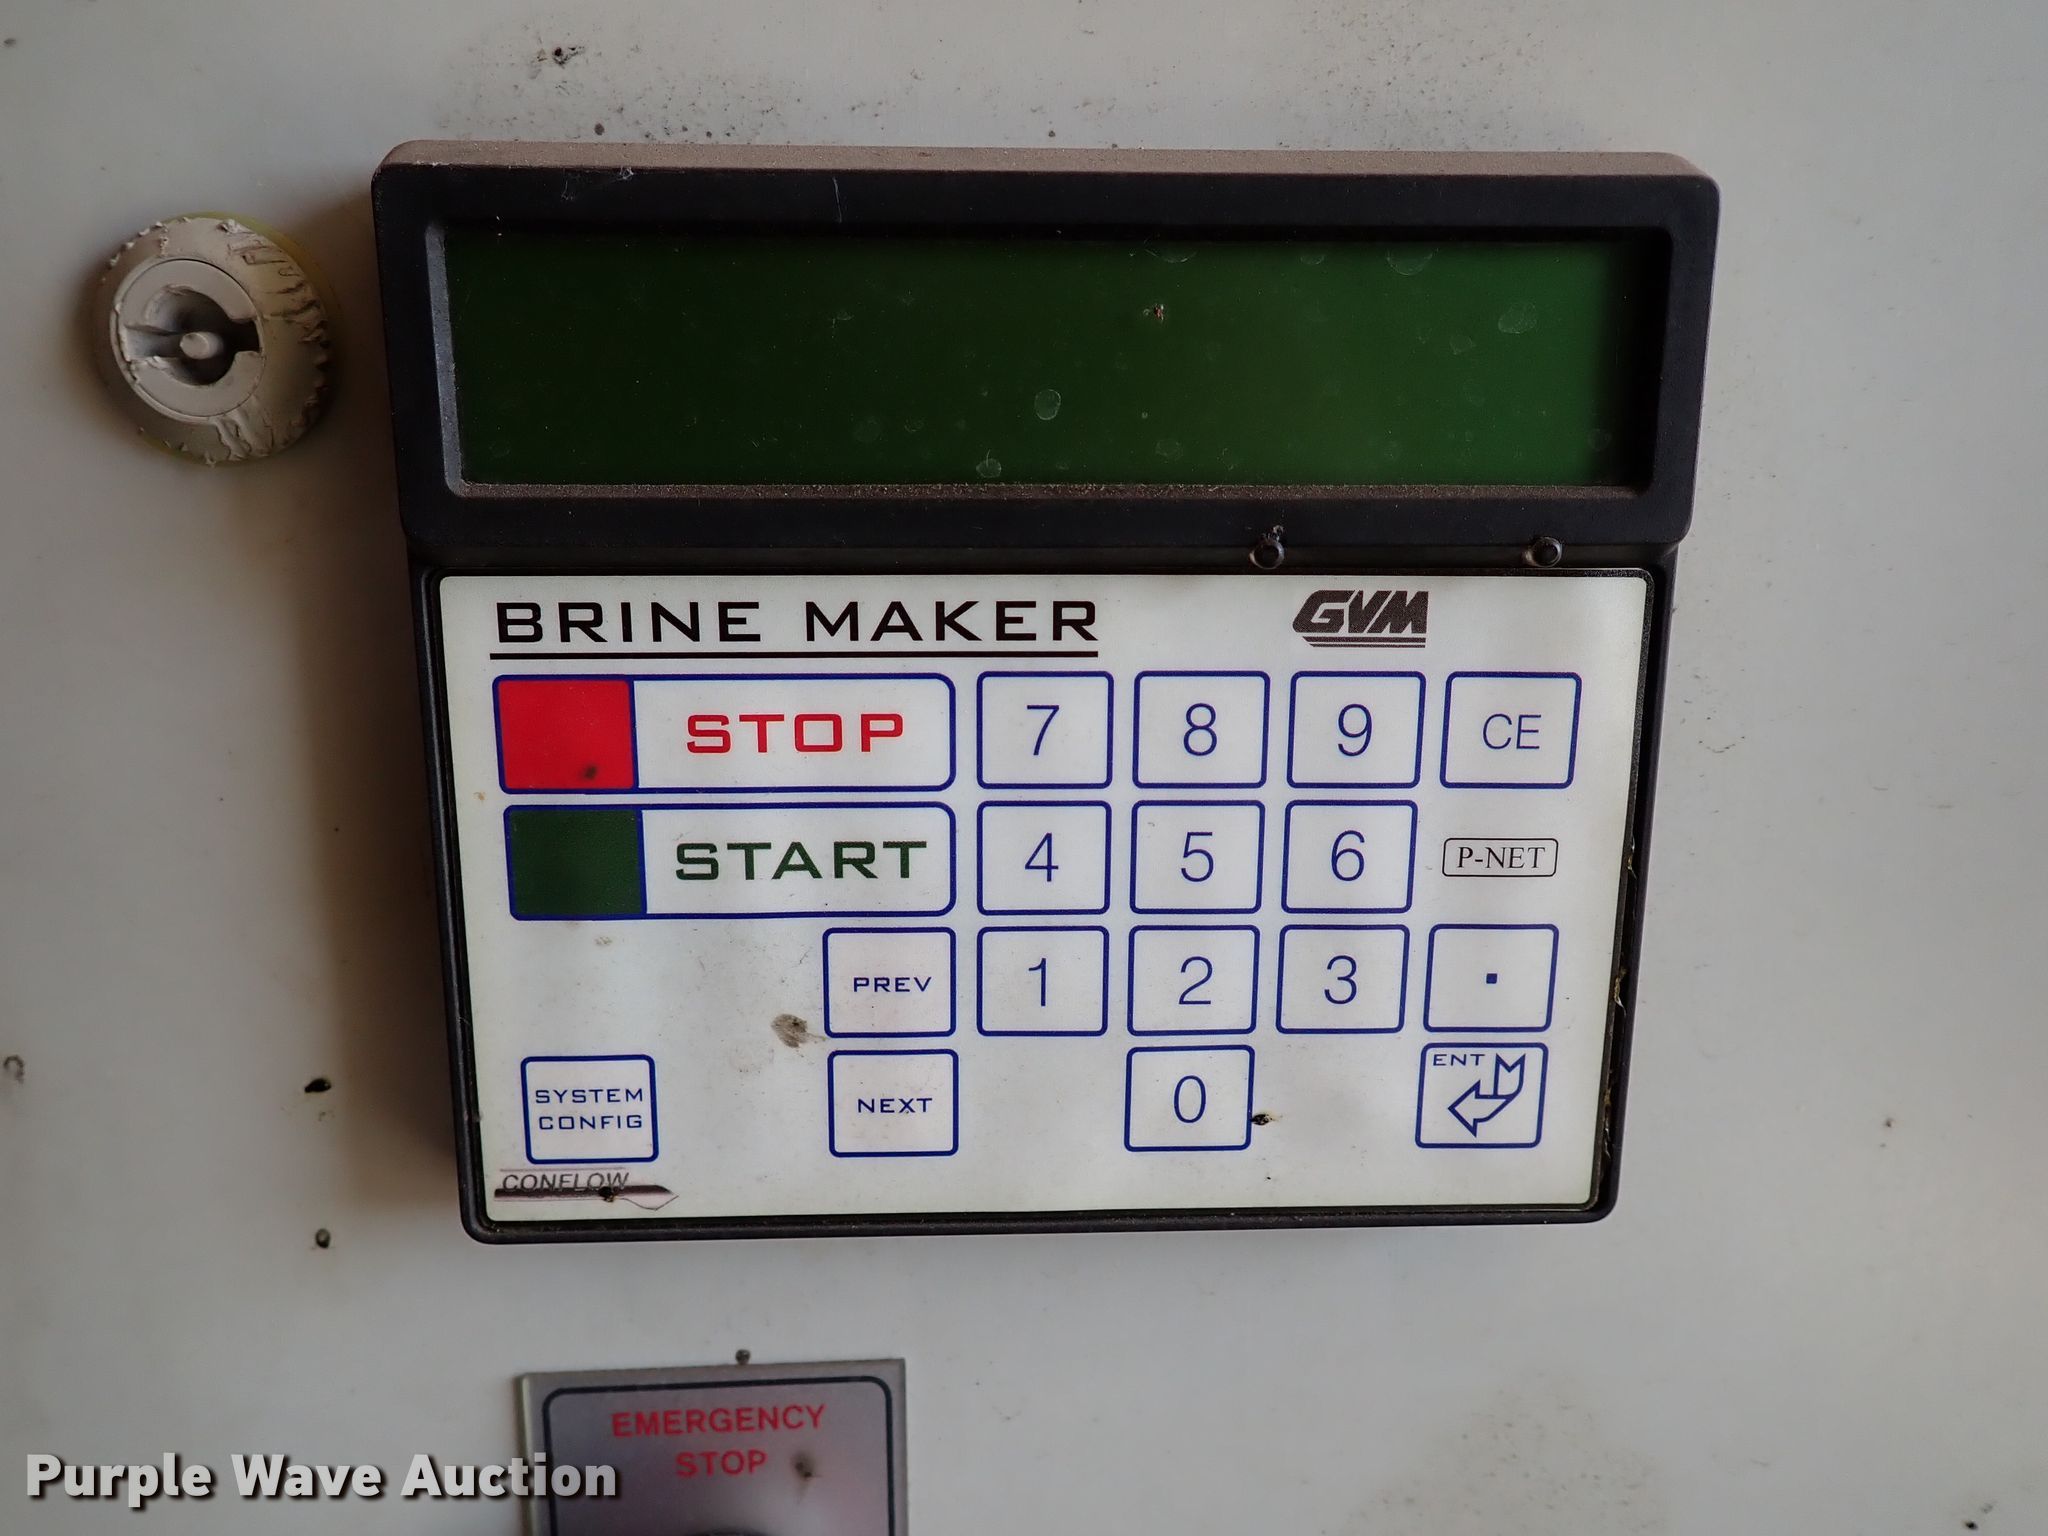 BRINE MAKER
GVM
STOP
7
8
9
CE
START
4
5
6
P-NET
PREV
1
2
3
.
SYSTEM
CONFIG
NEXT
0
ENT
CONFLOW
EMERGENCY
STOP
Purple Wave Auction